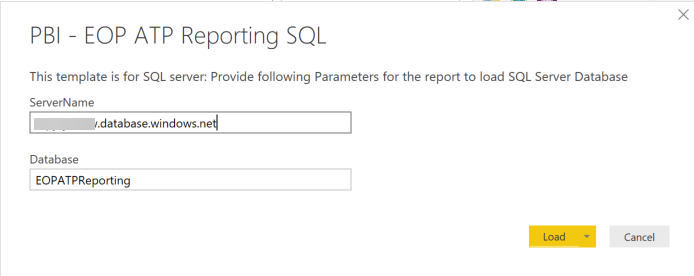 PBI - EOP ATP Reporting SQL
This template is for SQL server: Provide following Parameters for the report to load SQL Server Database
ServerName
.database.windows.net
Database
EOPATPReporting
Load
Cancel